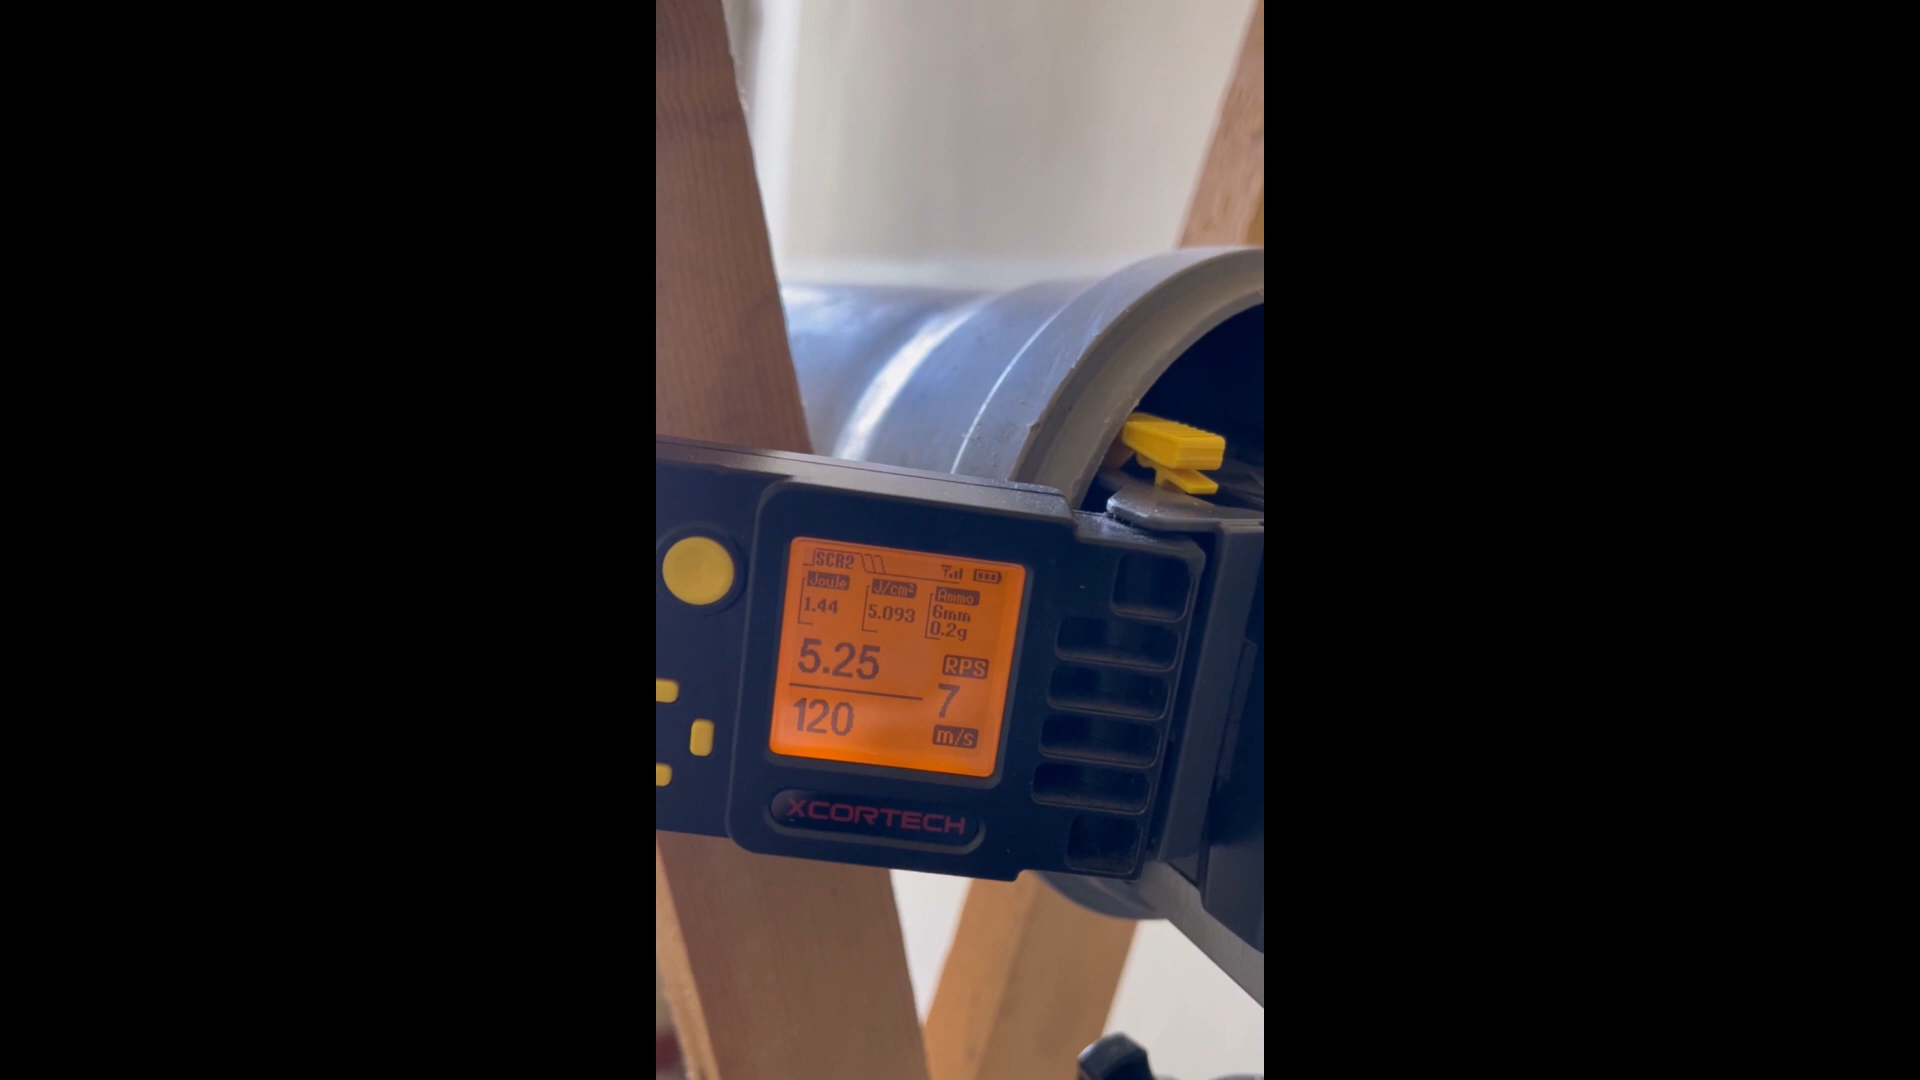 SCR2
Joule J/cm² Ammo
1.44 5.093 6mm
0.2g
5.25 RPS
7
120 m/s
XCORTECH